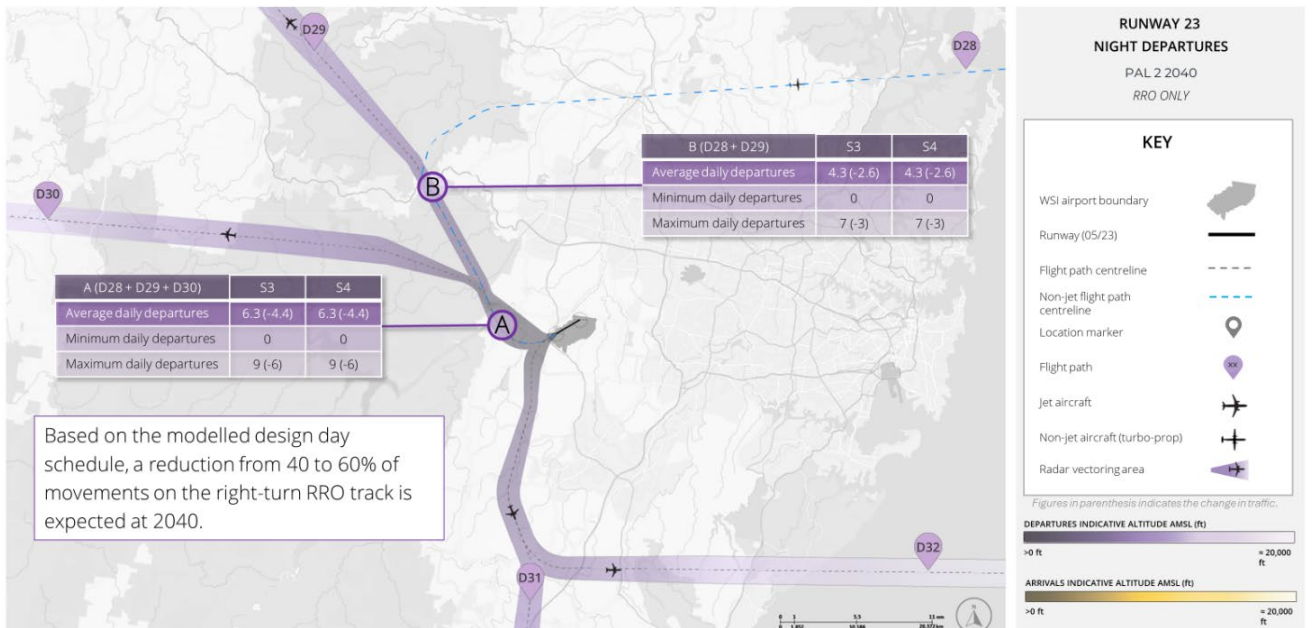 D29
D28
B (D28 + D29) S3 S4
Average daily departures 4.3 (-2.6) 4.3 (-2.6)
Minimum daily departures 0 0
Maximum daily departures 7 (-3) 7 (-3)
B
D30
A (D28 + D29 + D30) S3 S4
Average daily departures 6.3 (-4.4) 6.3 (-4.4)
Minimum daily departures 0 0
Maximum daily departures 9 (-6) 9 (-6)
A
Based on the modelled design day
schedule, a reduction from 40 to 60% of
movements on the right-turn RRO track is
expected at 2040.
D32
D31
0 1 5.5 11 nm
N
RUNWAY 23
NIGHT DEPARTURES
PAL 2 2040
RRO ONLY
KEY
WSI airport boundary
Runway (05/23)
Flight path centreline
Non-jet flight path
centreline
Location marker
Flight path
XX
Jet aircraft
Non-jet aircraft (turbo-prop)
Radar vectoring area
Figures in parenthesis indicates the change in traffic.
DEPARTURES INDICATIVE ALTITUDE AMSL (ft)
>0 ft ≈ 20,000
ft
ARRIVALS INDICATIVE ALTITUDE AMSL (ft)
>0 ft ≈ 20,000
ft